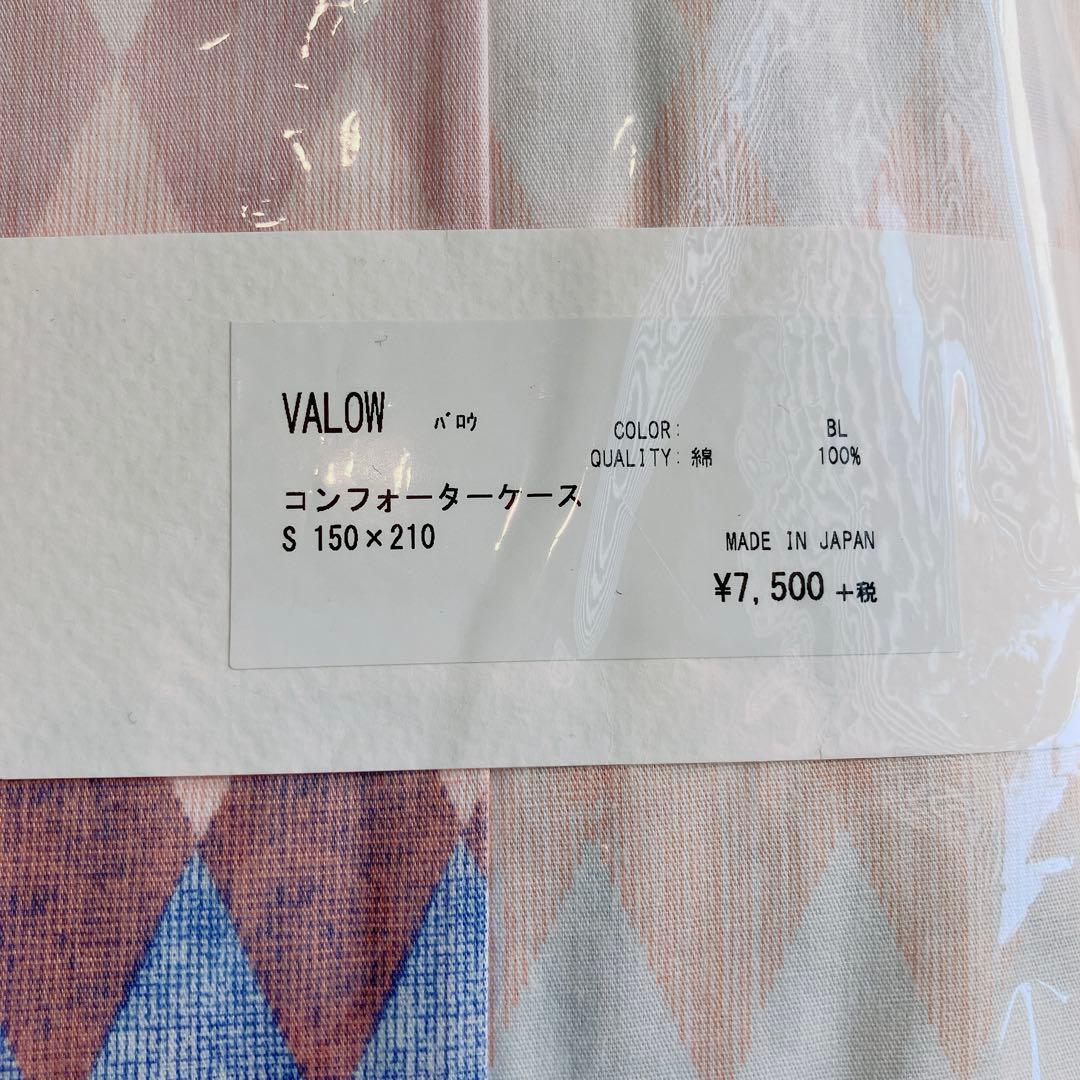 VALOW バロウ
COLOR: BL
QUALITY: 綿 100%
コンフォーターケース
S 150×210
MADE IN JAPAN
¥7,500 +税